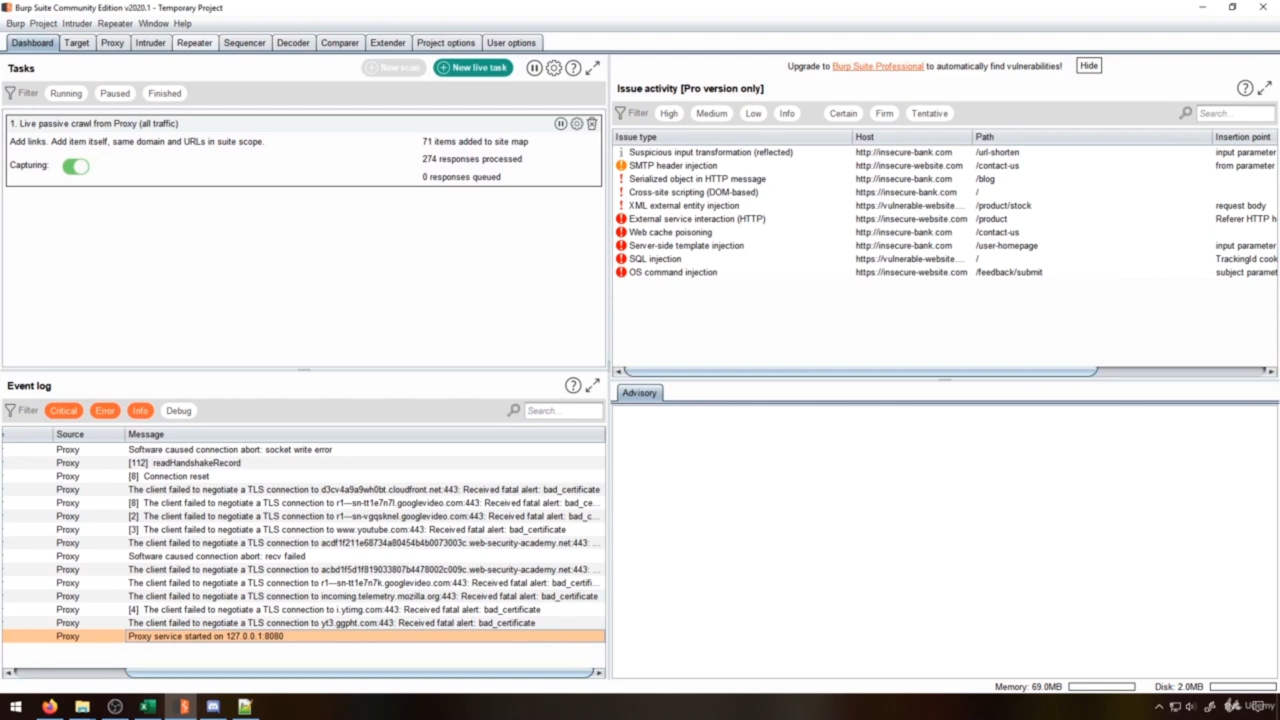 Burp Suite Community Edition v2020.1 - Temporary Project
Burp Project Intruder Repeater Window Help
Dashboard Target Proxy Intruder Repeater Sequencer Decoder Comparer Extender Project options User options
Tasks
New scan
New live task
Filter Running Paused Finished
1. Live passive crawl from Proxy (all traffic)
Add links. Add item itself, same domain and URLs in suite scope.
71 items added to site map
Capturing:
274 responses processed
0 responses queued
Upgrade to Burp Suite Professional to automatically find vulnerabilities! Hide
Issue activity [Pro version only]
Filter High Medium Low Info Certain Firm Tentative Search...
Issue type Host Path Insertion point
Suspicious input transformation (reflected) http://insecure-bank.com /url-shorten input parameter
SMTP header injection http://insecure-website.com /contact-us from parameter
Serialized object in HTTP message http://insecure-bank.com /blog
Cross-site scripting (DOM-based) http://insecure-bank.com /
XML external entity injection https://vulnerable-website.... /product/stock request body
External service interaction (HTTP) https://insecure-website.com /product Referer HTTP h
Web cache poisoning http://insecure-bank.com /contact-us
Server-side template injection http://insecure-bank.com /user-homepage input parameter
SQL injection https://vulnerable-website.... / TrackingId cook
OS command injection https://insecure-website.com /feedback/submit subject paramet
Event log
Filter Critical Error Info Debug Search...
Source Message
Proxy Software caused connection abort: socket write error
Proxy [112] readHandshakeRecord
Proxy [8] Connection reset
Proxy The client failed to negotiate a TLS connection to d3cv4a9a9wh0bt.cloudfront.net:443: Received fatal alert: bad_certificate
Proxy [8] The client failed to negotiate a TLS connection to r1---sn-tt1e7n7l.googlevideo.com:443: Received fatal alert: bad_ce...
Proxy [2] The client failed to negotiate a TLS connection to r1---sn-vgqsknel.googlevideo.com:443: Received fatal alert: bad_c...
Proxy [3] The client failed to negotiate a TLS connection to www.youtube.com:443: Received fatal alert: bad_certificate
Proxy The client failed to negotiate a TLS connection to acdf1f211e68734a80454b4b0073003c.web-security-academy.net:443: ...
Proxy Software caused connection abort: recv failed
Proxy The client failed to negotiate a TLS connection to acbd1f5d1f819033807b4478002c009c.web-security-academy.net:443: ...
Proxy The client failed to negotiate a TLS connection to r1---sn-tt1e7n7k.googlevideo.com:443: Received fatal alert: bad_certifi...
Proxy The client failed to negotiate a TLS connection to incoming.telemetry.mozilla.org:443: Received fatal alert: bad_certificate
Proxy [4] The client failed to negotiate a TLS connection to i.ytimg.com:443: Received fatal alert: bad_certificate
Proxy The client failed to negotiate a TLS connection to yt3.ggpht.com:443: Received fatal alert: bad_certificate
Proxy Proxy service started on 127.0.0.1:8080
Advisory
Memory: 69.0MB Disk: 2.0MB
Udemy